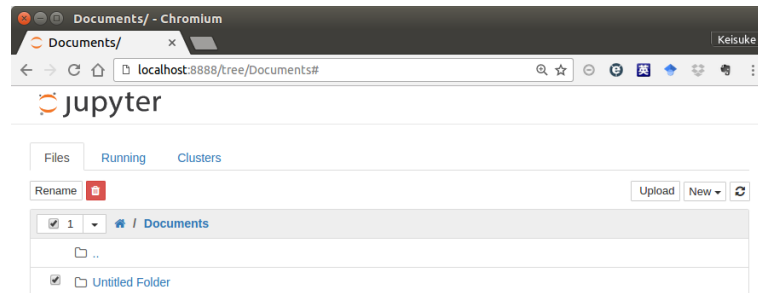 Documents/ - Chromium
Documents/ × Keisuke
localhost:8888/tree/Documents# 英
jupyter
Files Running Clusters
Rename Upload New
1 / Documents
..
Untitled Folder